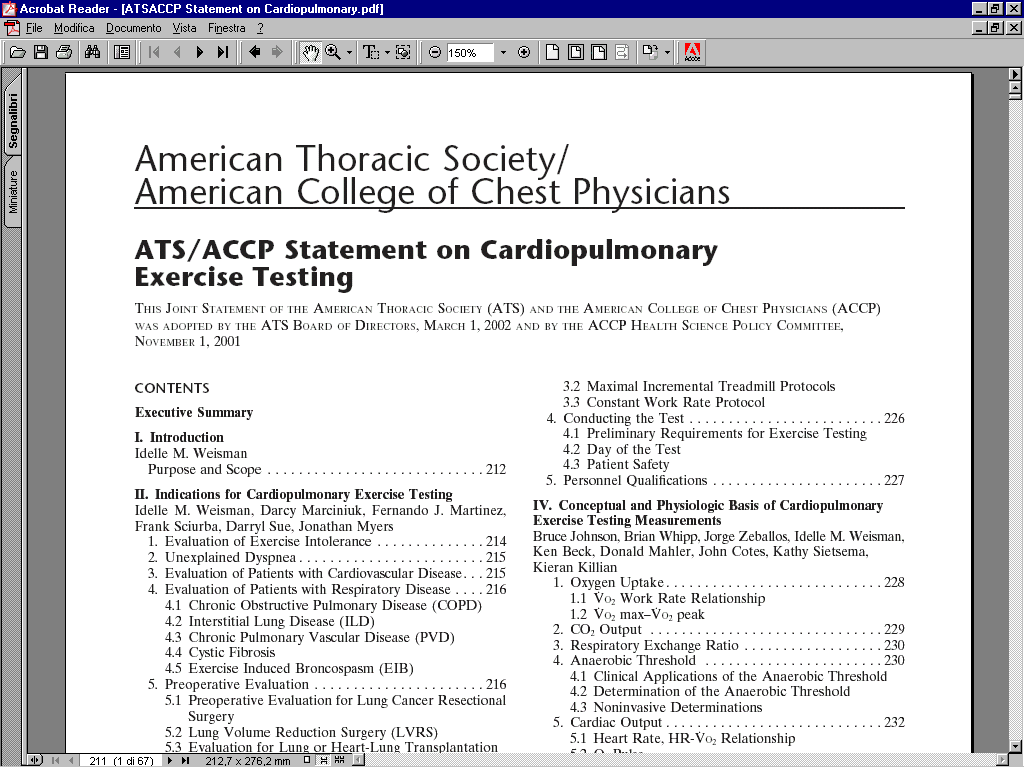 Acrobat Reader - [ATSACCP Statement on Cardiopulmonary.pdf]
File Modifica Documento Vista Finestra ?
150%
Adobe
Segnalibri
Miniature
American Thoracic Society/
American College of Chest Physicians
ATS/ACCP Statement on Cardiopulmonary
Exercise Testing
THIS JOINT STATEMENT OF THE AMERICAN THORACIC SOCIETY (ATS) AND THE AMERICAN COLLEGE OF CHEST PHYSICIANS (ACCP)
WAS ADOPTED BY THE ATS BOARD OF DIRECTORS, MARCH 1, 2002 AND BY THE ACCP HEALTH SCIENCE POLICY COMMITTEE,
NOVEMBER 1, 2001
CONTENTS
Executive Summary
I. Introduction
Idelle M. Weisman
Purpose and Scope . . . . . . . . . . . . . . . . . . . . . . . . . . . 212
II. Indications for Cardiopulmonary Exercise Testing
Idelle M. Weisman, Darcy Marciniuk, Fernando J. Martinez,
Frank Sciurba, Darryl Sue, Jonathan Myers
1. Evaluation of Exercise Intolerance . . . . . . . . . . . . . . 214
2. Unexplained Dyspnea . . . . . . . . . . . . . . . . . . . . . . . 215
3. Evaluation of Patients with Cardiovascular Disease . . . 215
4. Evaluation of Patients with Respiratory Disease . . . . 216
4.1 Chronic Obstructive Pulmonary Disease (COPD)
4.2 Interstitial Lung Disease (ILD)
4.3 Chronic Pulmonary Vascular Disease (PVD)
4.4 Cystic Fibrosis
4.5 Exercise Induced Broncospasm (EIB)
5. Preoperative Evaluation . . . . . . . . . . . . . . . . . . . . . 216
5.1 Preoperative Evaluation for Lung Cancer Resectional
Surgery
5.2 Lung Volume Reduction Surgery (LVRS)
5.3 Evaluation for Lung or Heart-Lung Transplantation
3.2 Maximal Incremental Treadmill Protocols
3.3 Constant Work Rate Protocol
4. Conducting the Test . . . . . . . . . . . . . . . . . . . . . . . . 226
4.1 Preliminary Requirements for Exercise Testing
4.2 Day of the Test
4.3 Patient Safety
5. Personnel Qualifications . . . . . . . . . . . . . . . . . . . . . 227
IV. Conceptual and Physiologic Basis of Cardiopulmonary
Exercise Testing Measurements
Bruce Johnson, Brian Whipp, Jorge Zeballos, Idelle M. Weisman,
Ken Beck, Donald Mahler, John Cotes, Kathy Sietsema,
Kieran Killian
1. Oxygen Uptake . . . . . . . . . . . . . . . . . . . . . . . . . . . 228
1.1 V̇O₂ Work Rate Relationship
1.2 V̇O₂ max–V̇O₂ peak
2. CO₂ Output . . . . . . . . . . . . . . . . . . . . . . . . . . . . . 229
3. Respiratory Exchange Ratio . . . . . . . . . . . . . . . . . . 230
4. Anaerobic Threshold . . . . . . . . . . . . . . . . . . . . . . 230
4.1 Clinical Applications of the Anaerobic Threshold
4.2 Determination of the Anaerobic Threshold
4.3 Noninvasive Determinations
5. Cardiac Output . . . . . . . . . . . . . . . . . . . . . . . . . . . 232
5.1 Heart Rate, HR-V̇O₂ Relationship
211 (1 di 67)
212,7 x 276,2 mm